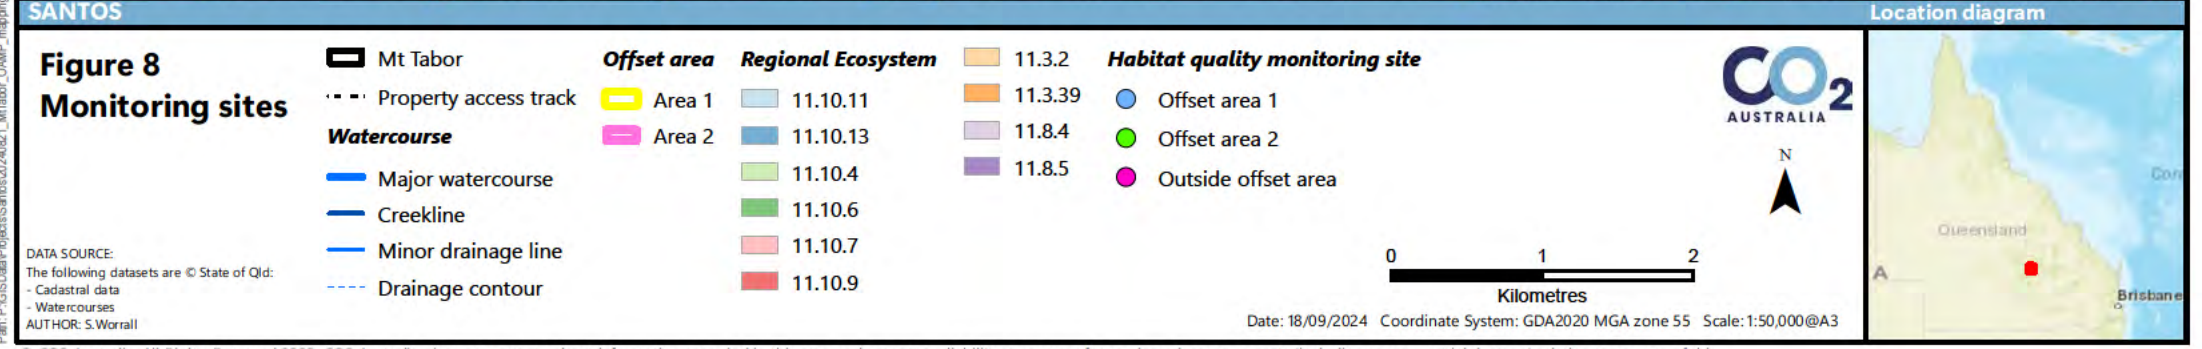 SANTOS
Location diagram
Figure 8
Monitoring sites
Mt Tabor
Property access track
Watercourse
Major watercourse
Creekline
Minor drainage line
Drainage contour
Offset area
Area 1
Area 2
Regional Ecosystem
11.10.11
11.10.13
11.10.4
11.10.6
11.10.7
11.10.9
11.3.2
11.3.39
11.8.4
11.8.5
Habitat quality monitoring site
Offset area 1
Offset area 2
Outside offset area
CO2
AUSTRALIA
N
0 1 2
Kilometres
DATA SOURCE:
The following datasets are © State of Qld:
- Cadastral data
- Watercourses
AUTHOR: S.Worrall
Date: 18/09/2024 Coordinate System: GDA2020 MGA zone 55 Scale:1:50,000@A3
Queensland
A
Brisbane